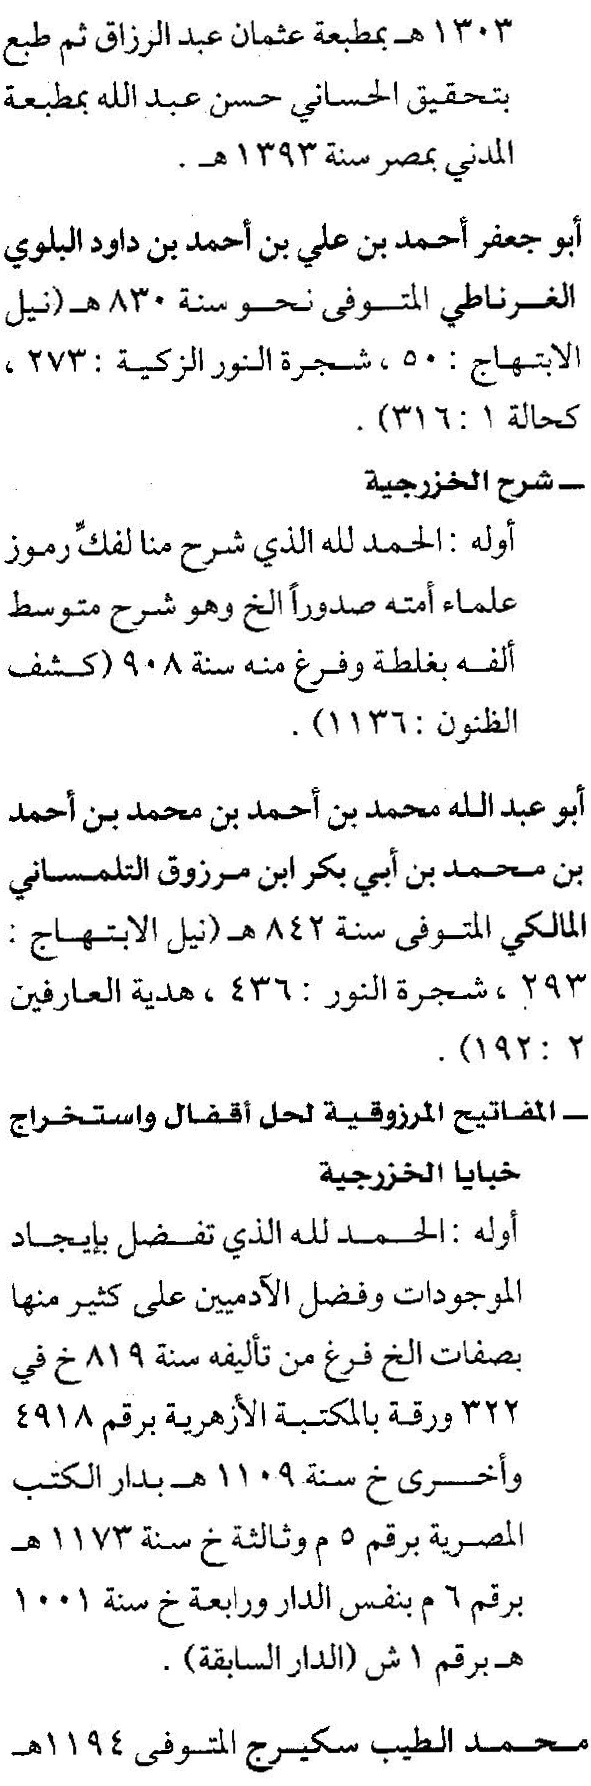 ١٣٠٣ هـ بمطبعة عثمان عبد الرزاق ثم طبع
بتحقيق الحساني حسن عبد الله بمطبعة
المدني بمصر سنة ١٣٩٣ هـ .
أبو جعفر أحمد بن علي بن أحمد بن داود البلوي
الغرناطي المتوفى نحو سنة ٨٣٠ هـ (نيل
الابتهاج : ٥٠ ، شجرة النور الزكية : ٢٧٣ ،
كحالة ١ : ٣١٦) .
ـ شرح الخزرجية
أوله : الحمد لله الذي شرح منا لفكّ رموز
علماء أمته صدوراً الخ وهو شرح متوسط
ألفه بغلطة وفرغ منه سنة ٩٠٨ (كشف
الظنون : ١١٣٦) .
أبو عبد الله محمد بن أحمد بن محمد بن أحمد
بن محمد بن أبي بكر ابن مرزوق التلمساني
المالكي المتوفى سنة ٨٤٢ هـ (نيل الابتهاج :
٢٩٣ ، شجرة النور : ٤٣٦ ، هدية العارفين
٢ : ١٩٢) .
ـ المفاتيح المرزوقية لحل أقفال واستخراج
خبايا الخزرجية
أوله : الحمد لله الذي تفضل بإيجاد
الموجودات وفضل الآدميين على كثير منها
بصفات الخ فرغ من تأليفه سنة ٨١٩ خ في
٣٢٢ ورقة بالمكتبة الأزهرية برقم ٤٩١٨
وأخرى خ سنة ١١٠٩ هـ بدار الكتب
المصرية برقم ٥ م وثالثة خ سنة ١١٧٣ هـ
برقم ٦ م بنفس الدار ورابعة خ سنة ١٠٠١
هـ برقم ١ ش (الدار السابقة) .
محمد الطيب سكيرج المتوفى ١١٩٤هـ